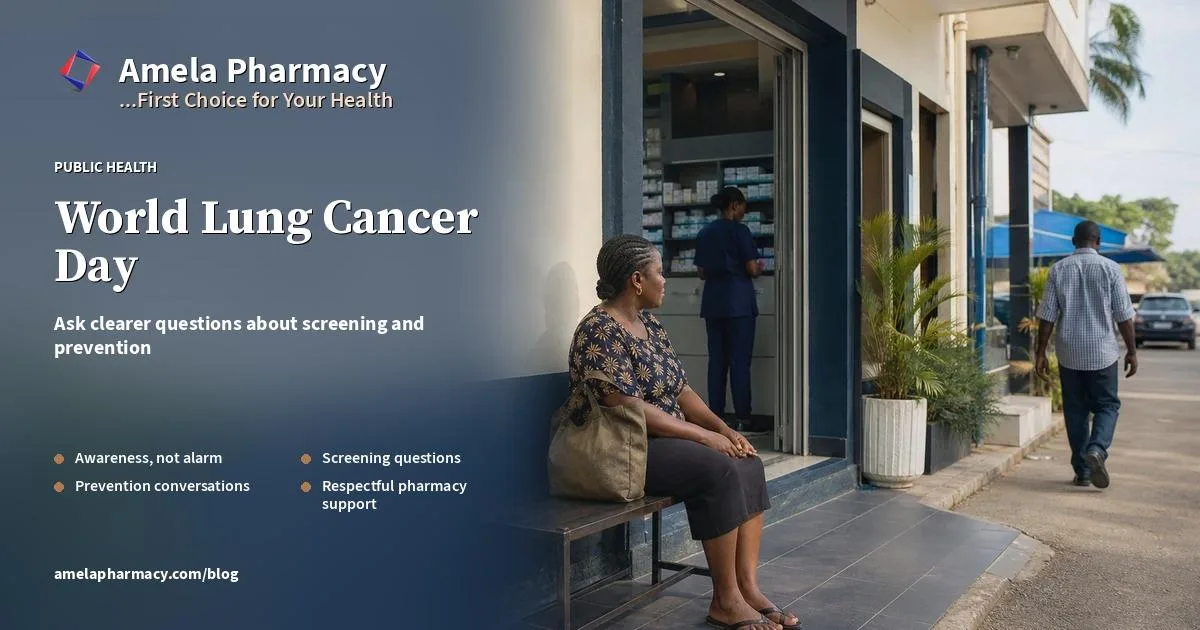 Amela Pharmacy
...First Choice for Your Health
PUBLIC HEALTH
World Lung Cancer
Day
Ask clearer questions about screening and
prevention
Awareness, not alarm
Screening questions
Prevention conversations
Respectful pharmacy
support
amelapharmacy.com/blog